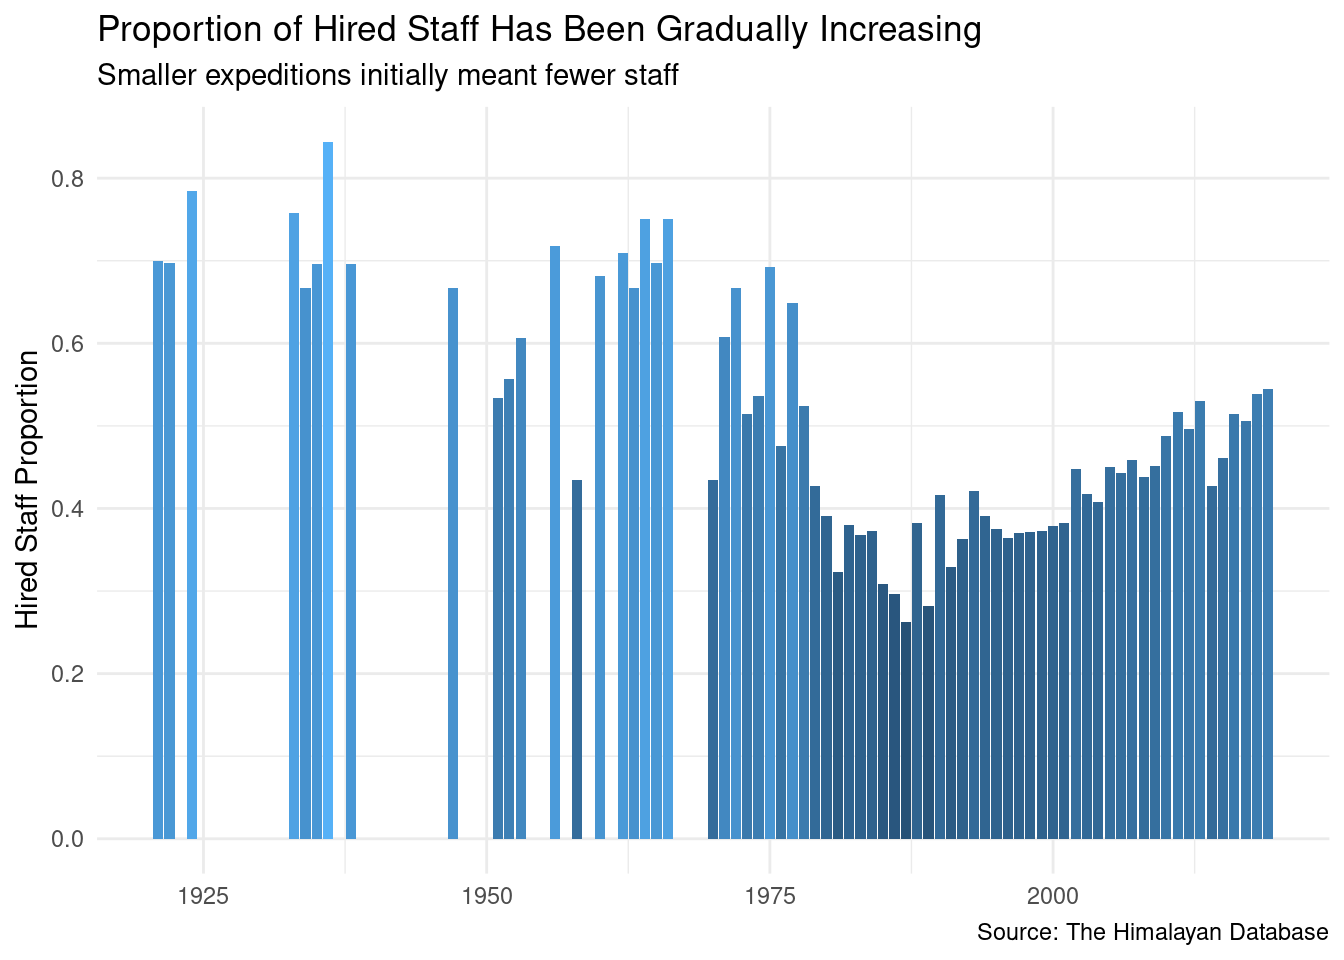 Proportion of Hired Staff Has Been Gradually Increasing
Smaller expeditions initially meant fewer staff
Hired Staff Proportion
0.8
0.6
0.4
0.2
0.0
1925 1950 1975 2000
Source: The Himalayan Database